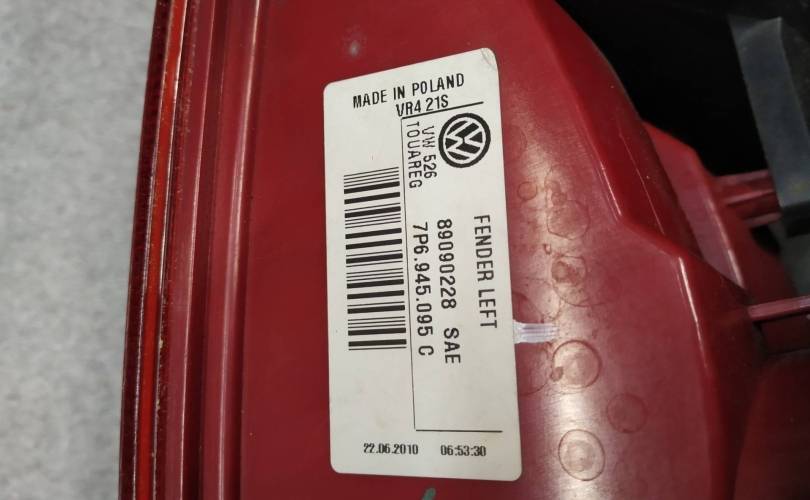 MADE IN POLAND
VR4 21S
VW 526
TOUAREG
FENDER LEFT
89090228 SAE
7P6.945.095 C
22.06.2010 06:53:30